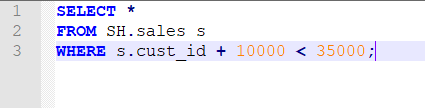 1 SELECT *
2 FROM SH.sales s
3 WHERE s.cust_id + 10000 < 35000;